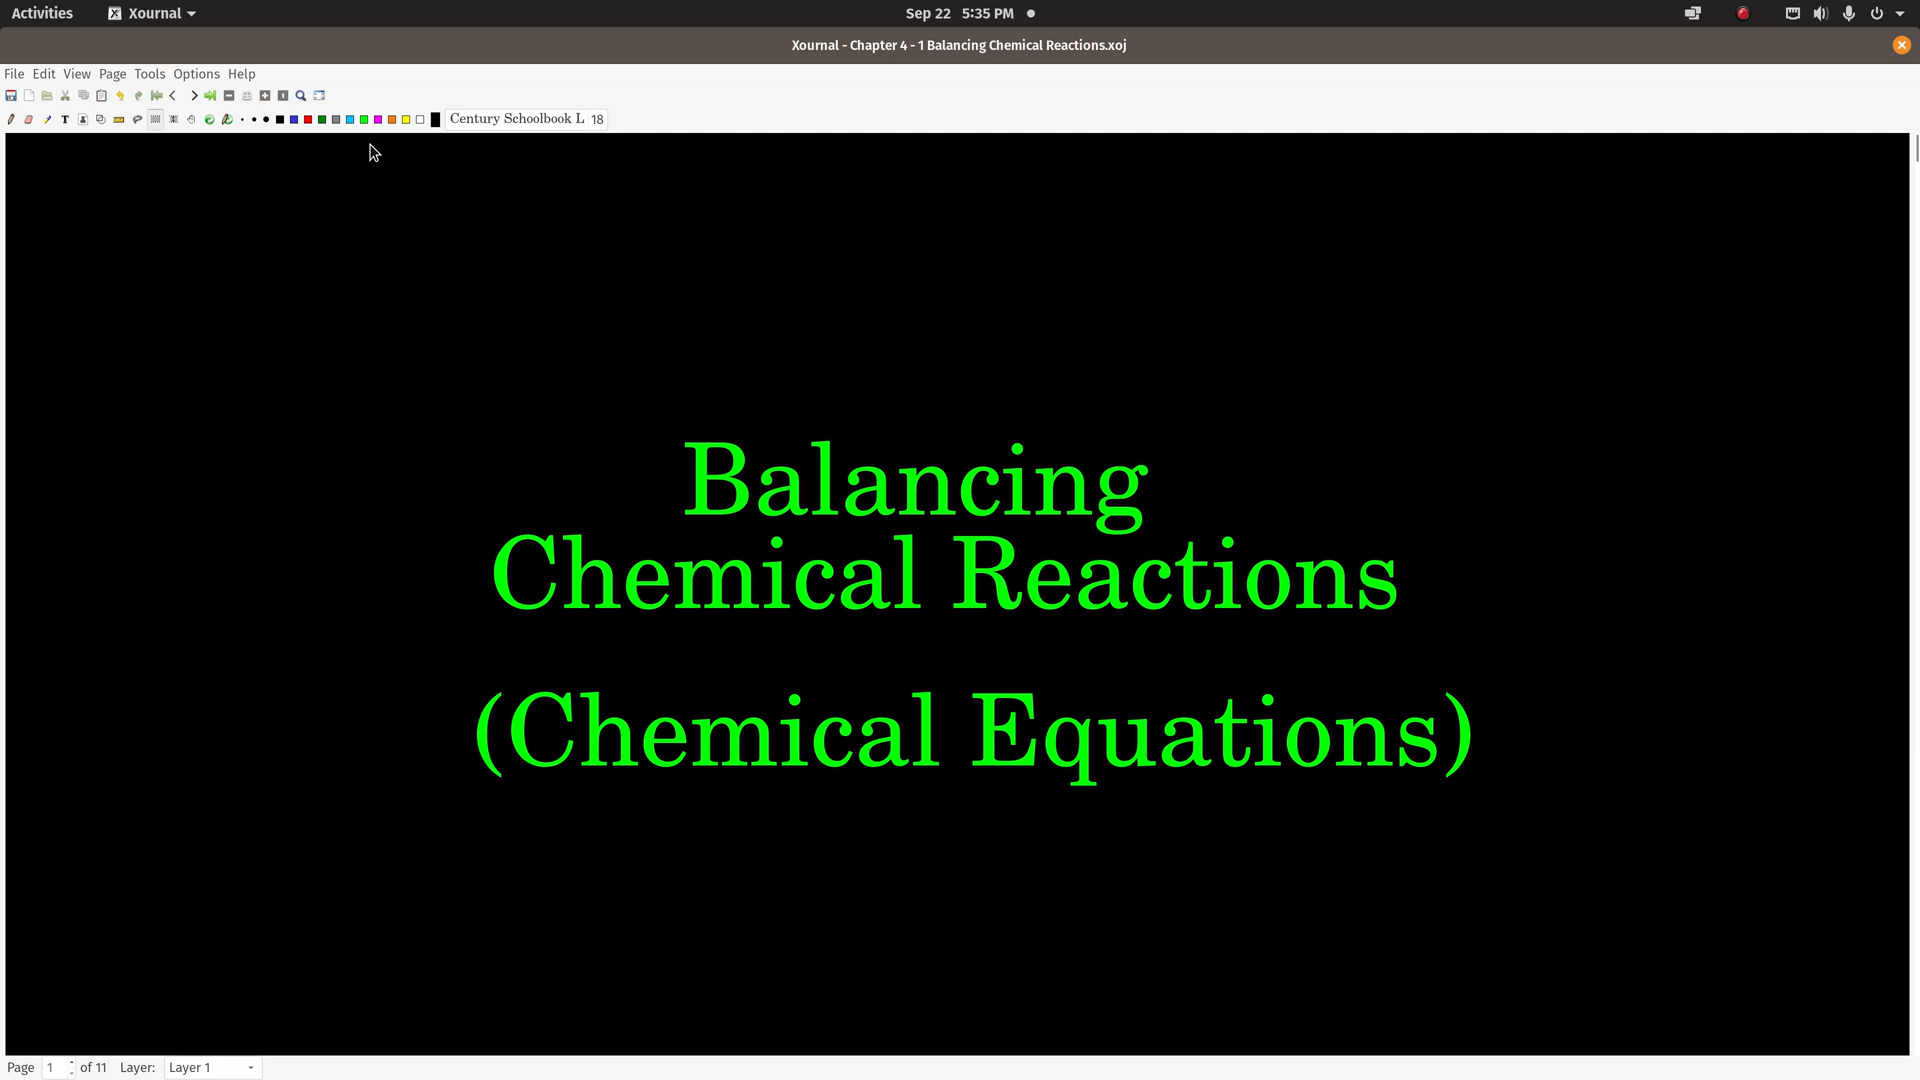 Activities Xournal Sep 22 5:35 PM
Xournal - Chapter 4 - 1 Balancing Chemical Reactions.xoj
File Edit View Page Tools Options Help
T Century Schoolbook L 18
Balancing
Chemical Reactions
(Chemical Equations)
Page 1 of 11 Layer: Layer 1